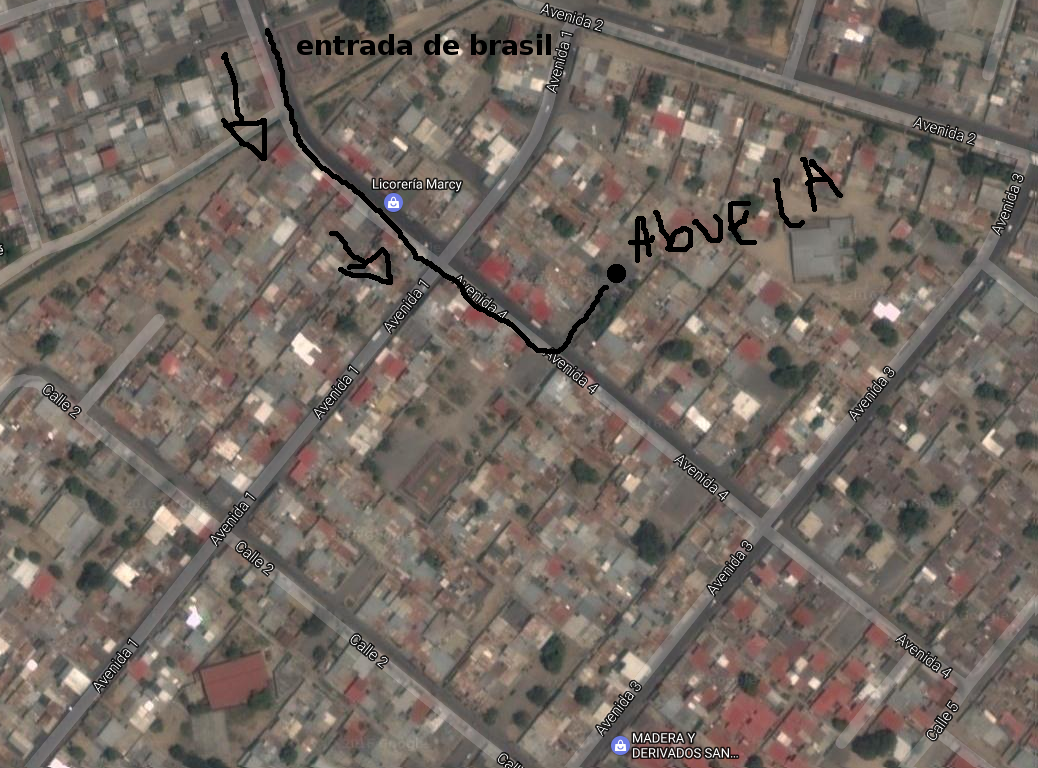 Avenida 2
entrada de brasil
Avenida 1
Avenida 2
Licorería Marcy
Avenida 3
AbUELA
Avenida 4
Avenida 1
Avenida 4
Avenida 1
Avenida 3
Calle 2
Avenida 4
Avenida 1
Calle 2
Avenida 3
Calle 2
Avenida 4
Avenida 1
Avenida 3
Calle 5
MADERA Y
DERIVADOS SAN...